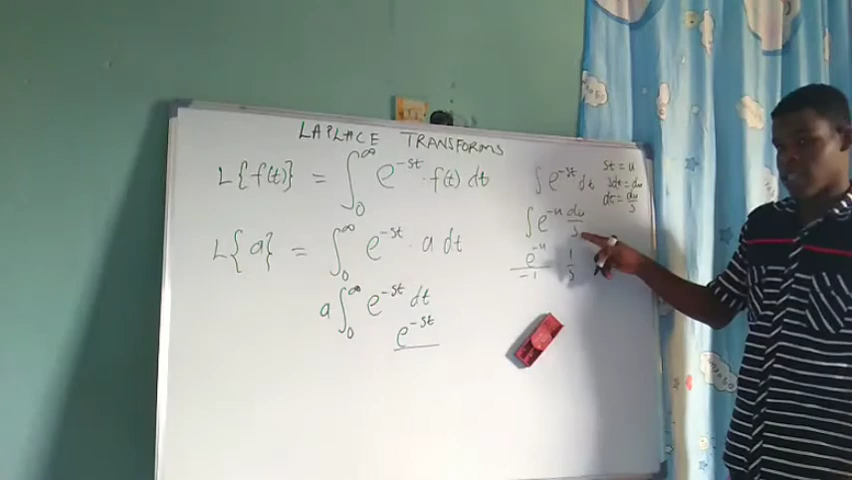 LAPLACE TRANSFORMS
L{f(t)} = ∫₀^∞ e^-st · f(t) dt
L{a} = ∫₀^∞ e^-st · a dt
a∫₀^∞ e^-st dt
e^-st
∫e^-st dt
st = u
sdt = du
dt = du/s
∫e^-u du/s
e^-u/-1 1/s